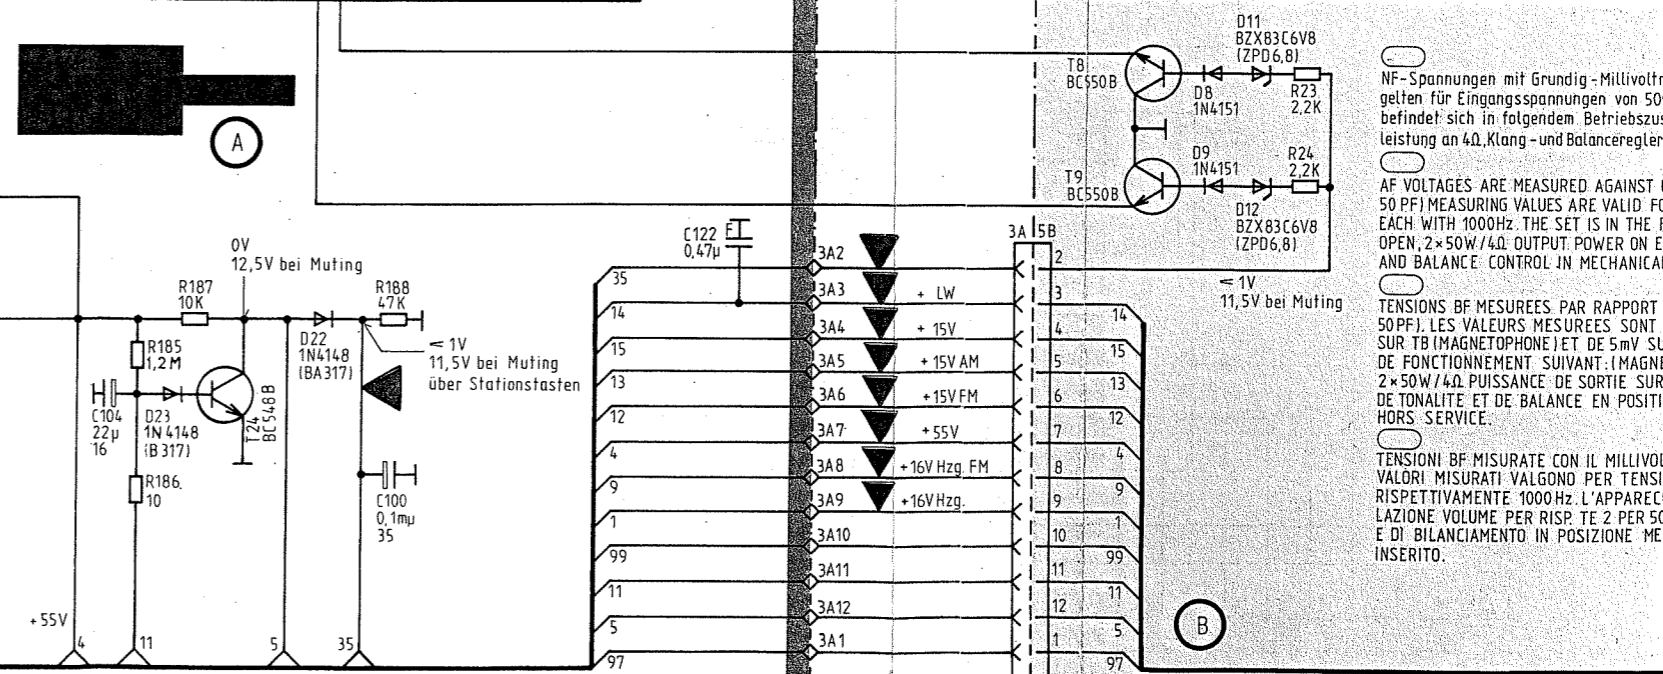 A
D11
BZX83C6V8
(ZPD6,8)
T8
BC550B
D8
1N4151
R23
2,2K
D9
1N4151
R24
2,2K
T9
BC550B
D12
BZX83C6V8
(ZPD6,8)
≤ 1V
11,5V bei Muting
NF-Spannungen mit Grundig-Millivoltm
gelten für Eingangsspannungen von 50
befindet sich in folgendem Betriebszus
leistung an 4Ω,Klang-und Balanceregler
AF VOLTAGES ARE MEASURED AGAINST
50 PF) MEASURING VALUES ARE VALID FO
EACH WITH 1000Hz. THE SET IS IN THE
OPEN, 2×50W/4Ω OUTPUT POWER ON E
AND BALANCE CONTROL IN MECHANICA
TENSIONS BF MESUREES PAR RAPPORT
50PF). LES VALEURS MESUREES SONT
SUR TB (MAGNETOPHONE) ET DE 5mV SU
DE FONCTIONNEMENT SUIVANT: (MAGNE
2×50W/4Ω PUISSANCE DE SORTIE SUR
DE TONALITE ET DE BALANCE EN POSITI
HORS SERVICE.
TENSIONI BF MISURATE CON IL MILLIVOL
VALORI MISURATI VALGONO PER TENSI
RISPETTIVAMENTE 1000 Hz. L'APPAREC
LAZIONE VOLUME PER RISP. TE 2 PER 50
E DI BILANCIAMENTO IN POSIZIONE ME
INSERITO.
0V
12,5V bei Muting
R187
10K
R188
47K
R185
1,2M
D22
1N4148
(BA317)
≤ 1V
11,5V bei Muting
über Stationstasten
C104
22µ
16
D23
1N4148
(B317)
T24
BC548B
R186
10
C100
0,1mµ
35
+55V
4
11
5
35
C122
0,47µ
F
3A 5B
35 3A2 2
14 3A3 + LW 3 14
15 3A4 + 15V 4 15
13 3A5 + 15V AM 5 13
12 3A6 +15V FM 6 12
4 3A7 +55V 7 4
9 3A8 +16V Hzg. FM 8 9
1 3A9 +16V Hzg. 9 1
99 3A10 10 99
11 3A11 11 11
5 3A12 12 5
97 3A1 1 97
B